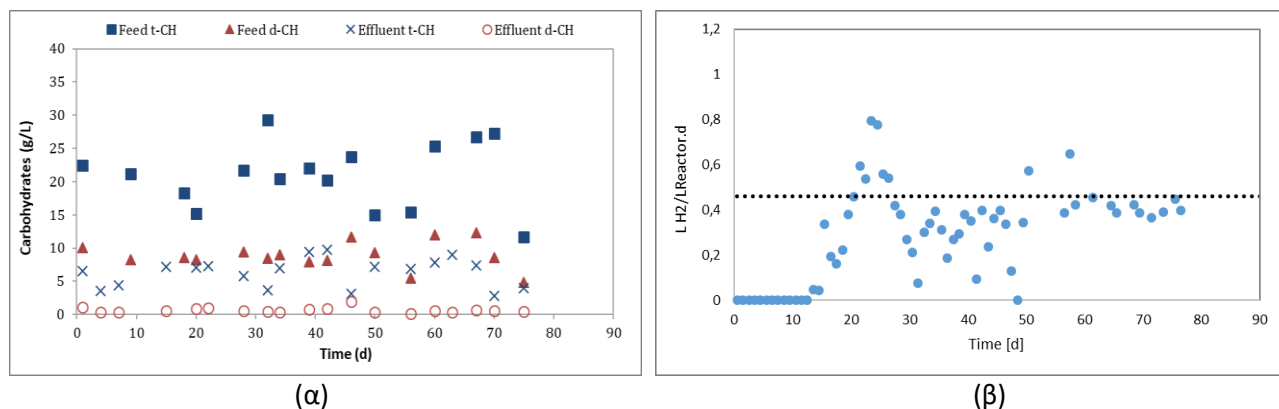 Feed t-CH Feed d-CH Effluent t-CH Effluent d-CH
40
35
30
25
20
15
10
5
0
Carbohydrates (g/L)
0 10 20 30 40 50 60 70 80 90
Time (d)
(α)
1,2
1
0,8
0,6
0,4
0,2
0
L H2/LReactor.d
0 10 20 30 40 50 60 70 80 90
Time [d]
(β)